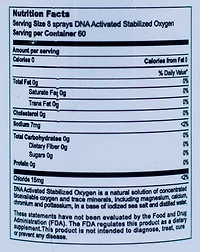 Nutrition Facts
Serving Size 8 sprays DNA Activated Stabilized Oxygen
Serving per Container 60
Amount per serving
Calories 0 Calories from Fat 0
% Daily Value*
Total Fat 0g 0%
Saturate Fat 0g 0%
Trans Fat 0g
Cholesterol 0g 0%
Sodium 7mg <2%
Total Carbohydrates 0g 0%
Dietary Fiber 0g 0%
Sugars 0g 0%
Protein 0g 0%
Chloride 15mg <2%
DNA Activated Stabilized Oxygen is a natural solution of concentrated
bioavailable oxygen and trace minerals, including magnesium, calcium,
chromium and potassium, in a base of iodized sea salt and distilled water.
These statements have not been evaluated by the Food and Drug
Administration (FDA). The FDA regulates this product as a dietary
supplement. This product is not intended to diagnose, treat, cure
or prevent any disease.